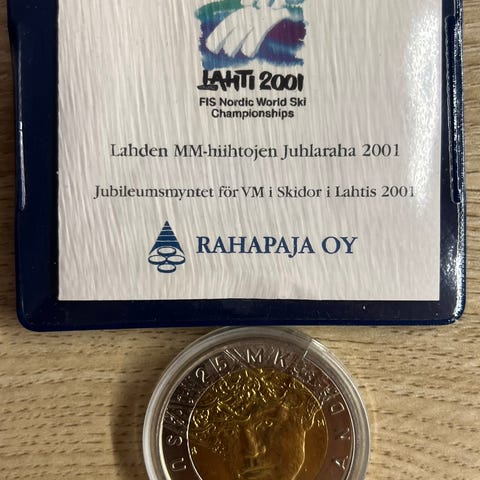 LAHTI 2001
FIS Nordic World Ski
Championships
Lahden MM-hiihtojen Juhlaraha 2001
Jubileumsmyntet för VM i Skidor i Lahtis 2001
RAHAPAJA OY
25 MK